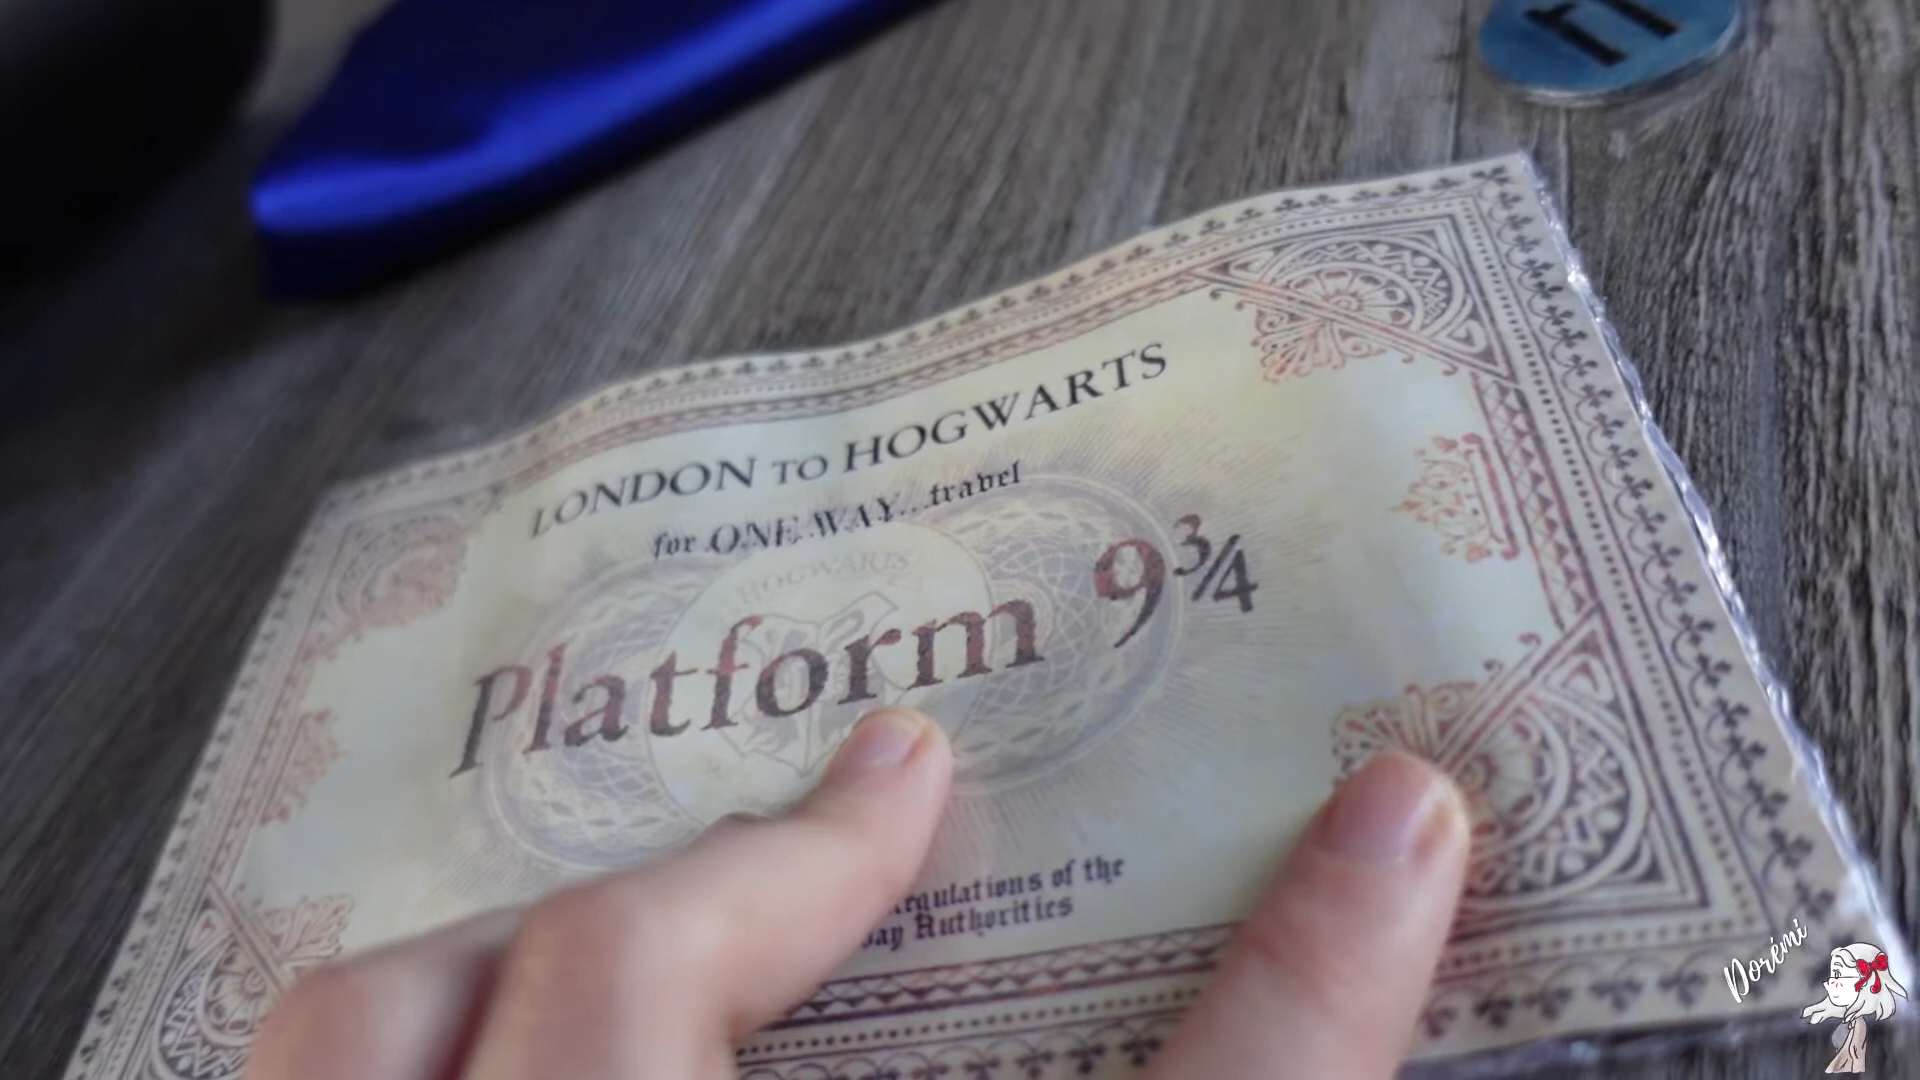 LONDON TO HOGWARTS
for ONE WAY...travel
HOGWARTS
Platform 9¾
of the
Authorities
Dorémi